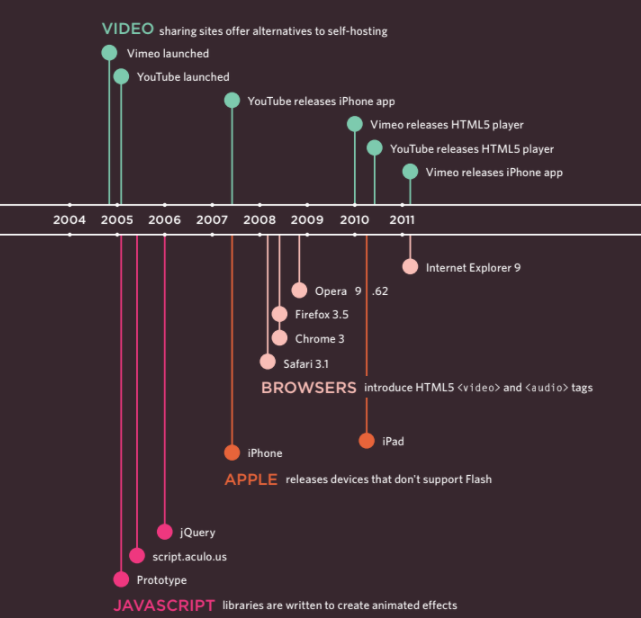 VIDEO sharing sites offer alternatives to self-hosting
Vimeo launched
YouTube launched
YouTube releases iPhone app
Vimeo releases HTML5 player
YouTube releases HTML5 player
Vimeo releases iPhone app
2004 2005 2006 2007 2008 2009 2010 2011
Internet Explorer 9
Opera 9 .62
Firefox 3.5
Chrome 3
Safari 3.1
BROWSERS introduce HTML5 <video> and <audio> tags
iPad
iPhone
APPLE releases devices that don't support Flash
jQuery
script.aculo.us
Prototype
JAVASCRIPT libraries are written to create animated effects